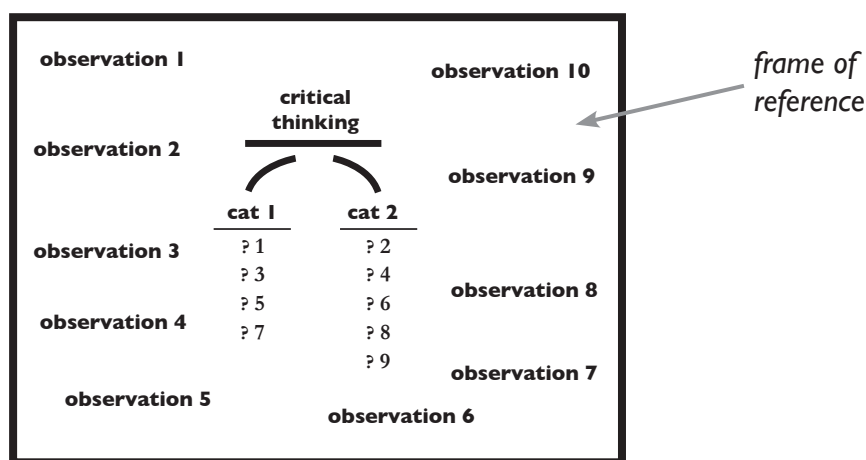 observation 1
observation 10
frame of
reference
critical
thinking
observation 2
observation 9
cat 1
cat 2
? 1
? 2
observation 3
? 3
? 4
observation 8
? 5
? 6
observation 4
? 7
? 8
? 9
observation 7
observation 5
observation 6